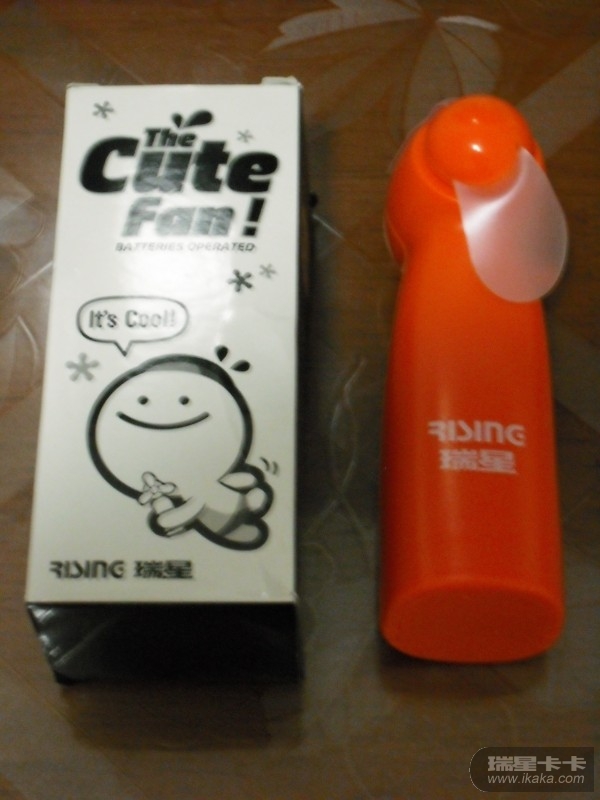 The
Cute
Fan!
BATTERIES OPERATED
It's Cool!
RISING 瑞星
RISING
瑞星
瑞星卡卡
www.ikaka.com